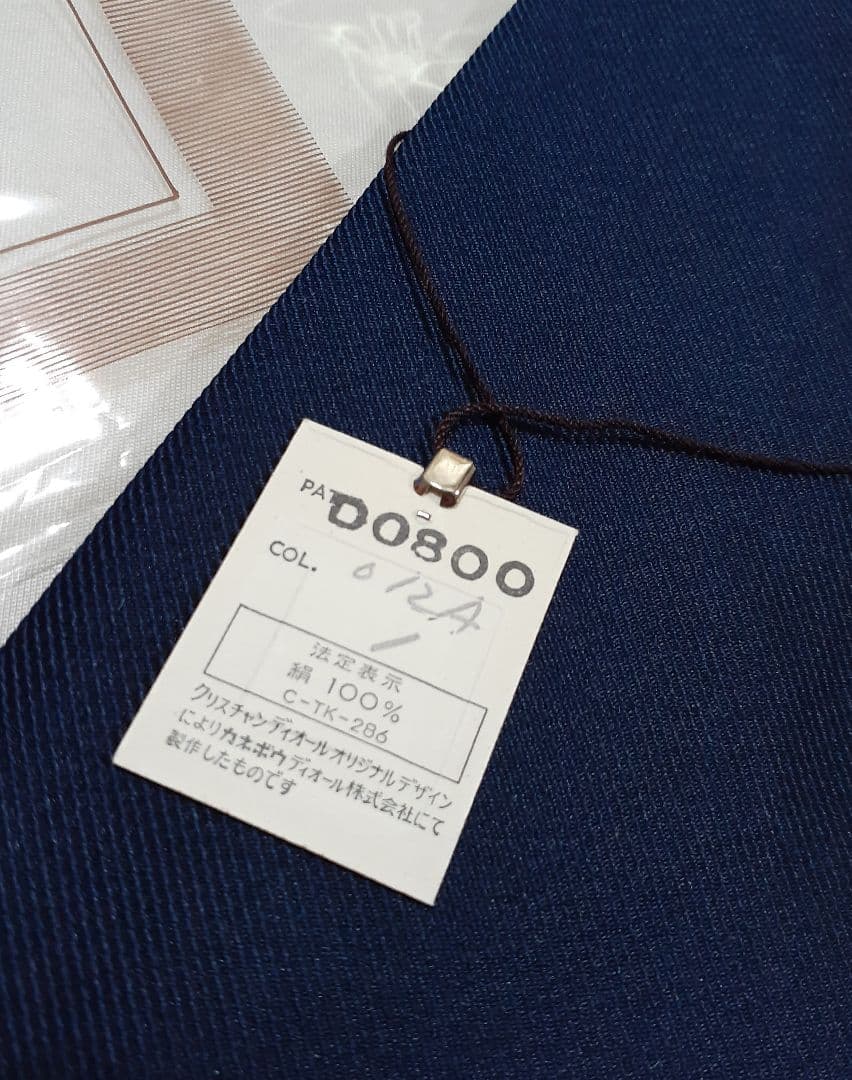 PAT. D0800
COL. 012A
法定表示
絹 100%
C-TK-286
クリスチャンディオールオリジナルデザイン
によりカネボウディオール株式会社にて
製作したものです